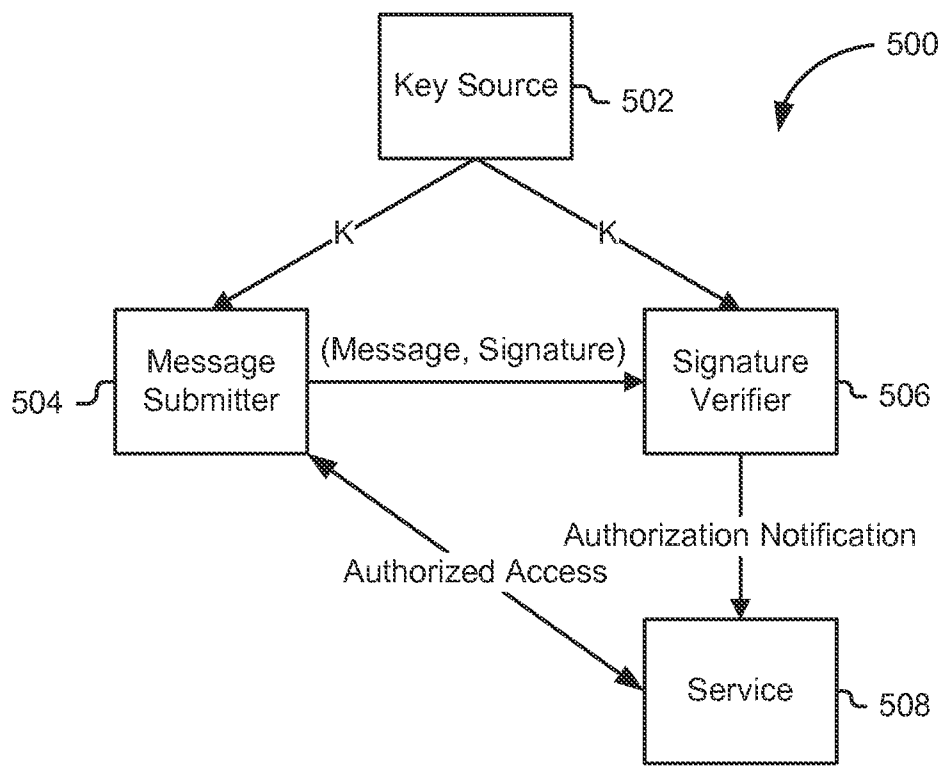 500
Key Source
502
K
K
(Message, Signature)
Message
Submitter
504
Signature
Verifier
506
Authorization Notification
Authorized Access
Service
508